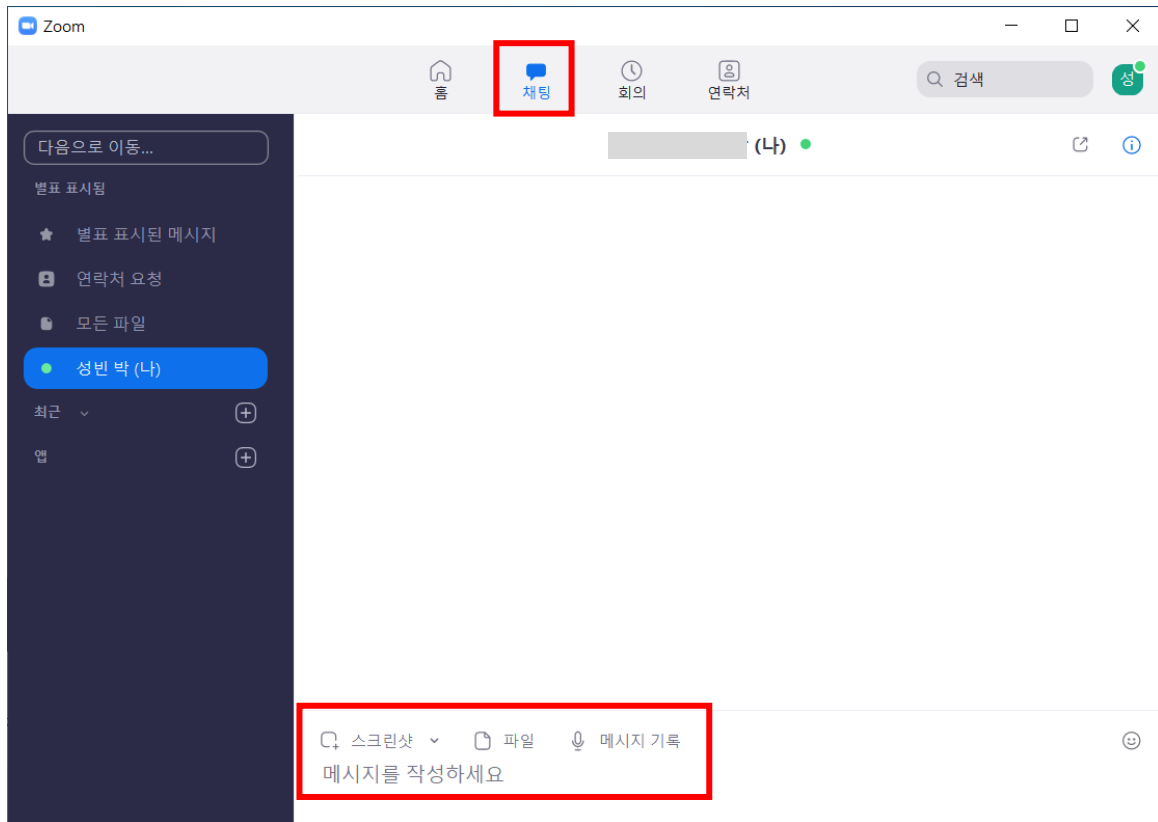 Zoom
홈
채팅
회의
연락처
검색
성
다음으로 이동...
(나)
별표 표시됨
별표 표시된 메시지
연락처 요청
모든 파일
성빈 박 (나)
최근
앱
스크린샷
파일
메시지 기록
메시지를 작성하세요